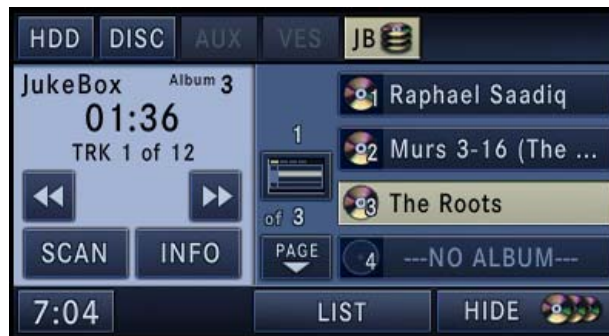 HDD DISC AUX VES JB
JukeBox Album 3
01:36
TRK 1 of 12
SCAN INFO
1
of 3
PAGE
1 Raphael Saadiq
2 Murs 3-16 (The ...
3 The Roots
4 ---NO ALBUM---
7:04 LIST HIDE